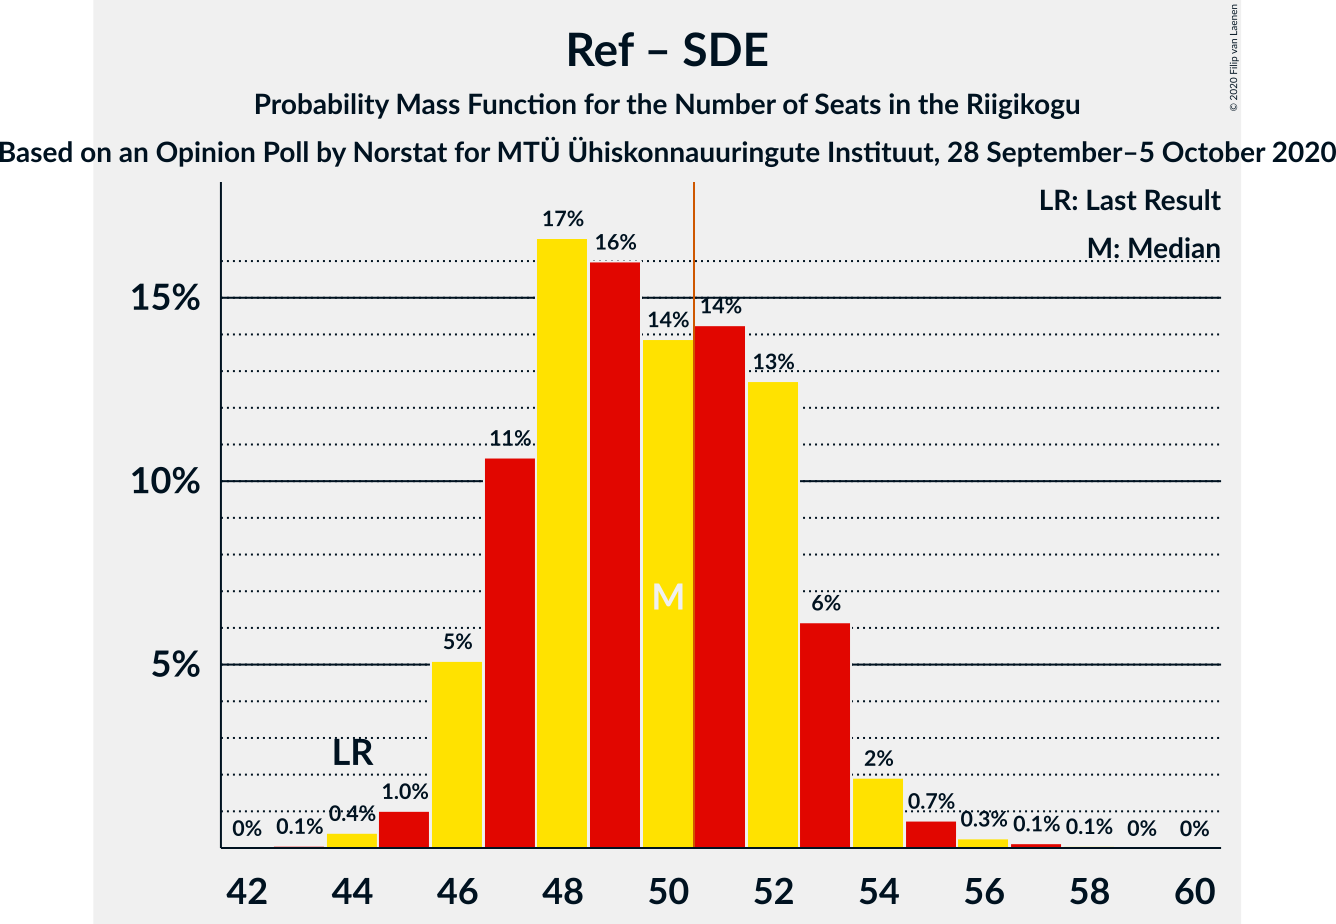 Ref – SDE
Probability Mass Function for the Number of Seats in the Riigikogu
Based on an Opinion Poll by Norstat for MTÜ Ühiskonnauuringute Instituut, 28 September–5 October 2020
© 2020 Filip van Laenen
LR: Last Result
M: Median
17%
16%
15%
14%
14%
13%
11%
10%
M
6%
5%
5%
LR
2%
1.0%
0.7%
0%
0.1%
0.4%
0.3%
0.1%
0.1%
0%
0%
42 44 46 48 50 52 54 56 58 60